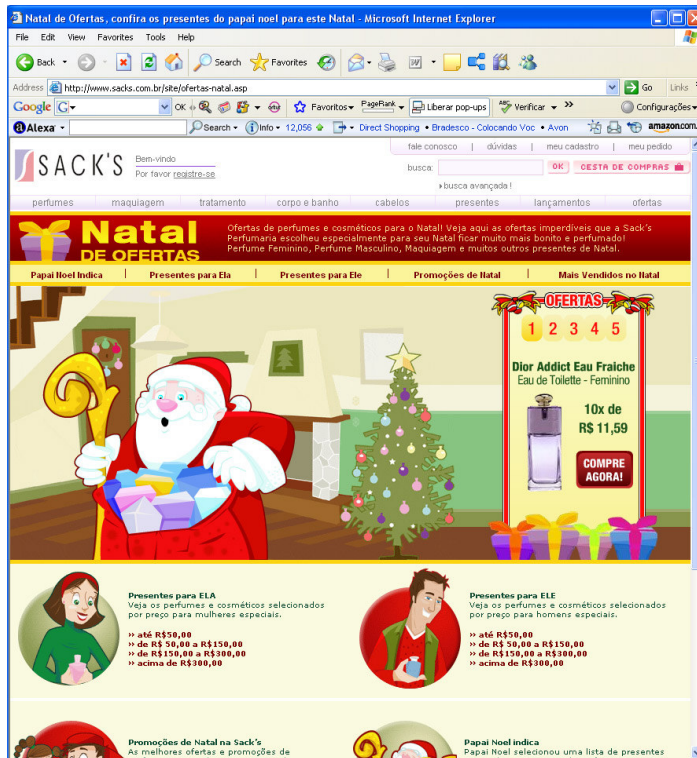 Natal de Ofertas, confira os presentes do papai noel para este Natal - Microsoft Internet Explorer
File Edit View Favorites Tools Help
Back Search Favorites
Address http://www.sacks.com.br/site/ofertas-natal.asp Go Links
Google G OK Favoritos PageRank Liberar pop-ups Verificar » Configurações
Alexa Search Info 12,056 Direct Shopping • Bradesco - Colocando Voc • Avon amazon.com
fale conosco | dúvidas | meu cadastro | meu pedido
SACK'S
Bem-vindo
Por favor registre-se
busca: OK CESTA DE COMPRAS
busca avançada!
perfumes maquiagem tratamento corpo e banho cabelos presentes lançamentos ofertas
Natal
DE OFERTAS
Ofertas de perfumes e cosméticos para o Natal! Veja aqui as ofertas imperdíveis que a Sack's
Perfumaria escolheu especialmente para seu Natal ficar muito mais bonito e perfumado!
Perfume Feminino, Perfume Masculino, Maquiagem e muitos outros presentes de Natal.
Papai Noel Indica | Presentes para Ela | Presentes para Ele | Promoções de Natal | Mais Vendidos no Natal
OFERTAS
1 2 3 4 5
Dior Addict Eau Fraiche
Eau de Toilette - Feminino
10x de
R$ 11,59
COMPRE
AGORA!
Presentes para ELA
Veja os perfumes e cosméticos selecionados
por preço para mulheres especiais.
» até R$50,00
» de R$ 50,00 a R$150,00
» de R$150,00 a R$300,00
» acima de R$300,00
Presentes para ELE
Veja os perfumes e cosméticos selecionados
por preço para homens especiais.
» até R$50,00
» de R$ 50,00 a R$150,00
» de R$150,00 a R$300,00
» acima de R$300,00
Promoções de Natal na Sack's
As melhores ofertas e promoções de
Papai Noel indica
Papai Noel selecionou uma lista de presentes